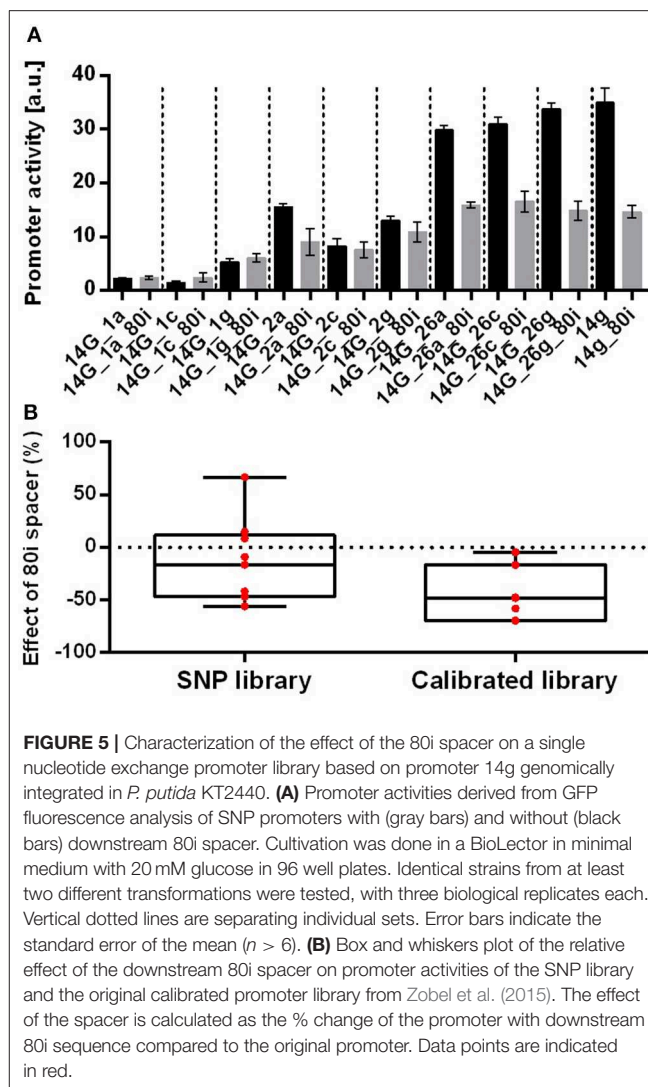 A
Promoter activity [a.u.]
40
30
20
10
0
14G_1a
14G_1a_80i
14G_1c
14G_1c_80i
14G_1g
14G_1g_80i
14G_2a
14G_2a_80i
14G_2c
14G_2c_80i
14G_2g
14G_2g_80i
14G_26a
14G_26a_80i
14G_26c
14G_26c_80i
14G_26g
14G_26g_80i
14g
14g_80i
B
Effect of 80i spacer (%)
100
50
0
-50
-100
SNP library
Calibrated library
FIGURE 5 | Characterization of the effect of the 80i spacer on a single
nucleotide exchange promoter library based on promoter 14g genomically
integrated in P. putida KT2440. (A) Promoter activities derived from GFP
fluorescence analysis of SNP promoters with (gray bars) and without (black
bars) downstream 80i spacer. Cultivation was done in a BioLector in minimal
medium with 20 mM glucose in 96 well plates. Identical strains from at least
two different transformations were tested, with three biological replicates each.
Vertical dotted lines are separating individual sets. Error bars indicate the
standard error of the mean (n > 6). (B) Box and whiskers plot of the relative
effect of the downstream 80i spacer on promoter activities of the SNP library
and the original calibrated promoter library from Zobel et al. (2015). The effect
of the spacer is calculated as the % change of the promoter with downstream
80i sequence compared to the original promoter. Data points are indicated
in red.